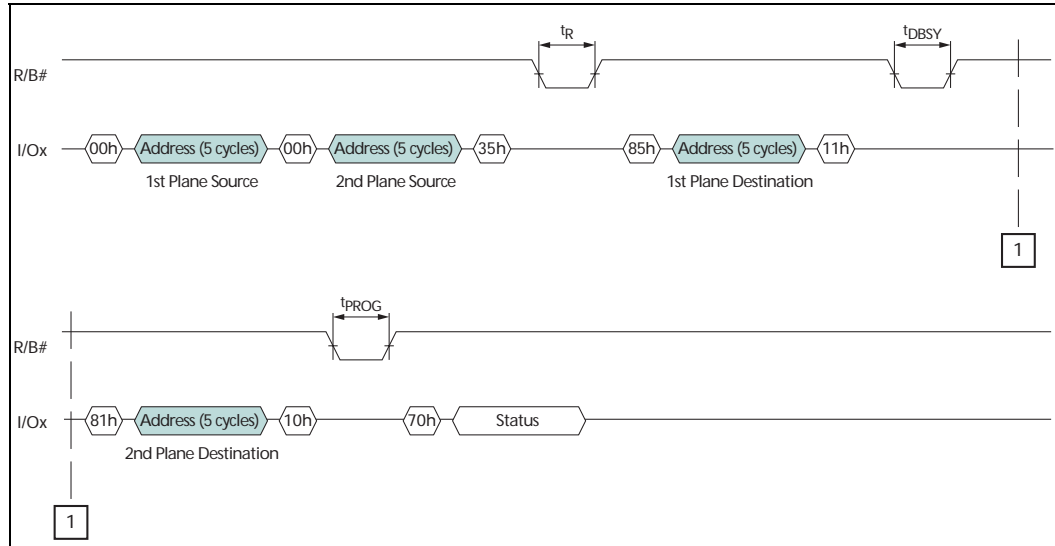 tR tDBSY
R/B#
I/Ox 00h Address (5 cycles) 00h Address (5 cycles) 35h 85h Address (5 cycles) 11h
1st Plane Source 2nd Plane Source 1st Plane Destination
1
tPROG
R/B#
I/Ox 81h Address (5 cycles) 10h 70h Status
2nd Plane Destination
1